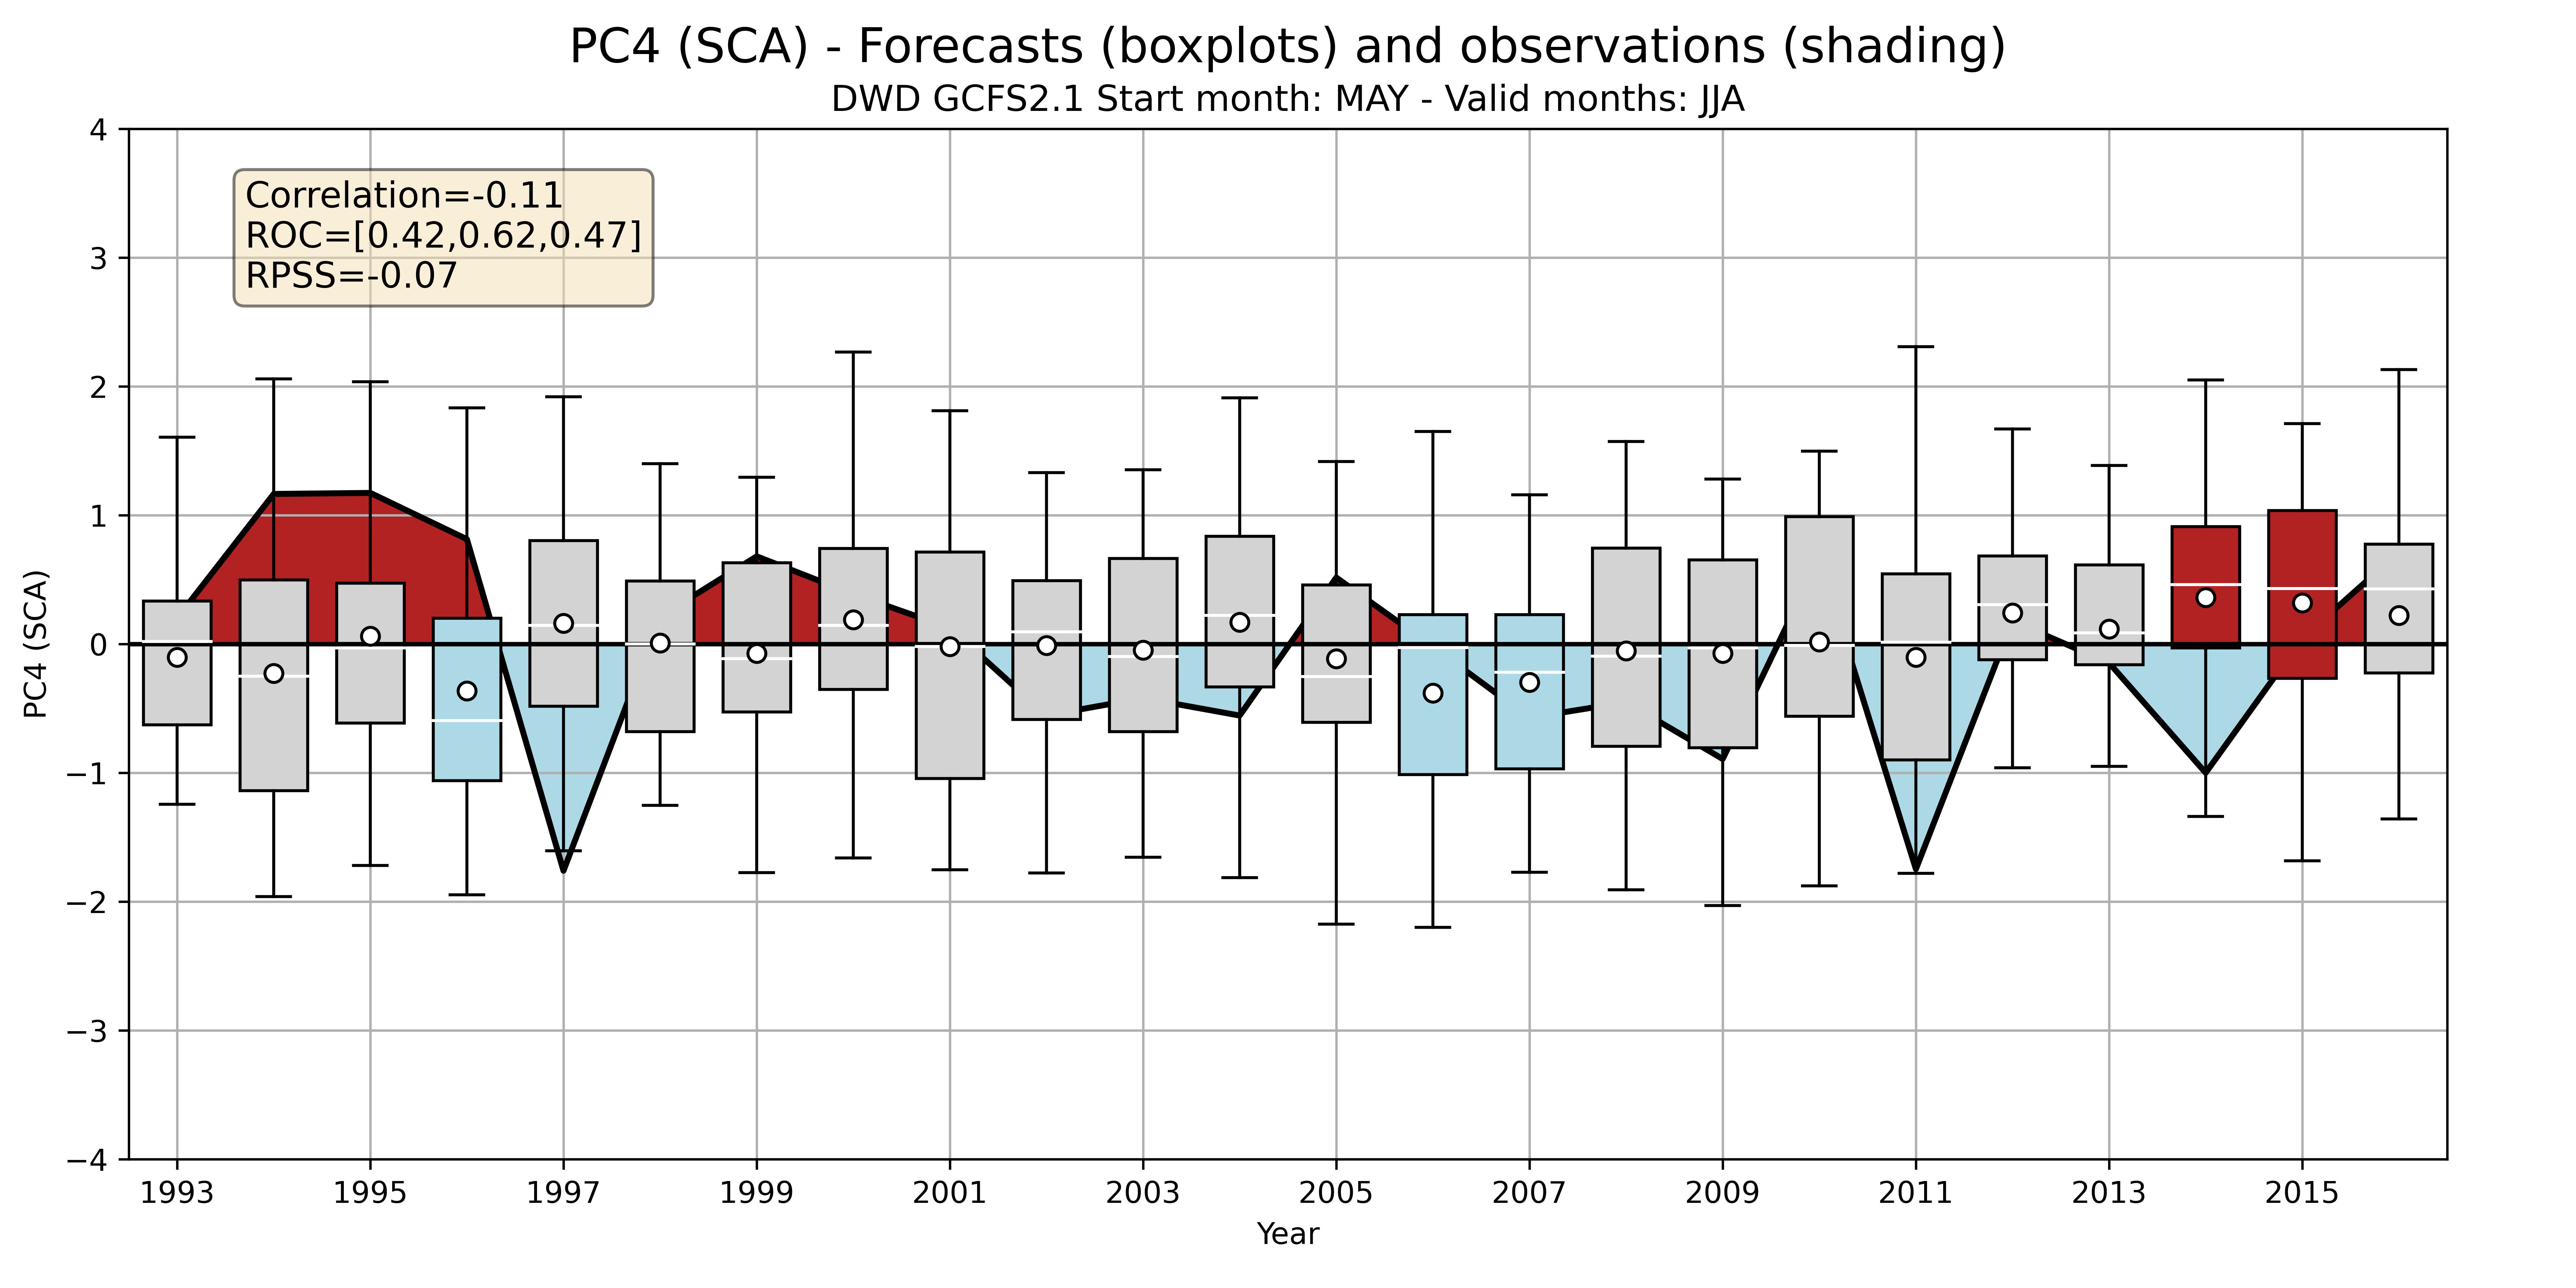 PC4 (SCA) - Forecasts (boxplots) and observations (shading)
DWD GCFS2.1 Start month: MAY - Valid months: JJA
Correlation=-0.11
ROC=[0.42,0.62,0.47]
RPSS=-0.07
PC4 (SCA)
4
3
2
1
0
−1
−2
−3
−4
1993 1995 1997 1999 2001 2003 2005 2007 2009 2011 2013 2015
Year